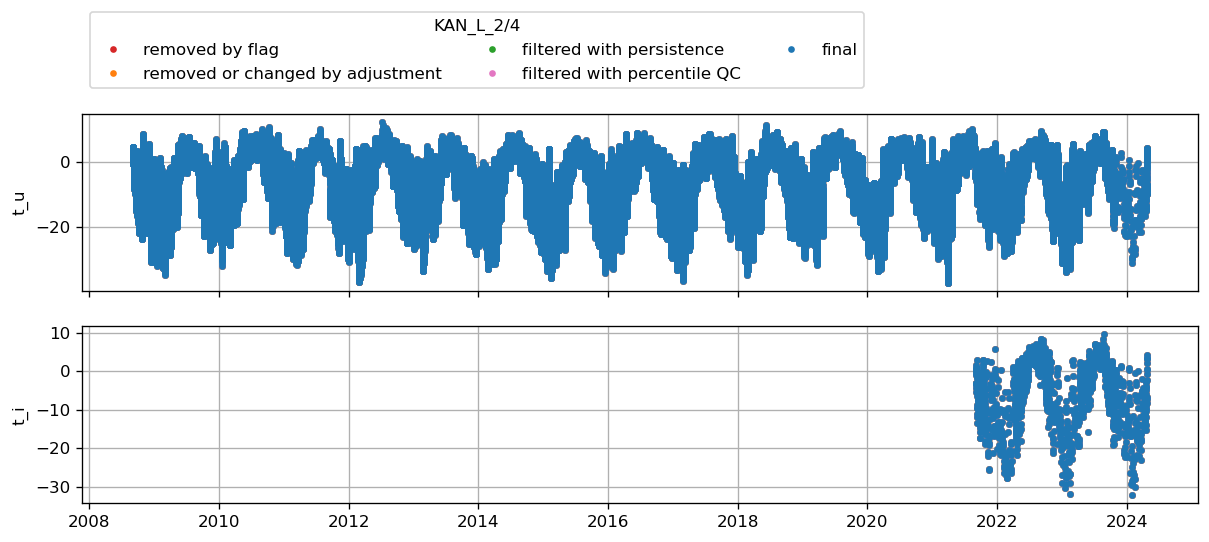 KAN_L_2/4
removed by flag
removed or changed by adjustment
filtered with persistence
filtered with percentile QC
final
t_u
0
−20
t_i
10
0
−10
−20
−30
2008 2010 2012 2014 2016 2018 2020 2022 2024